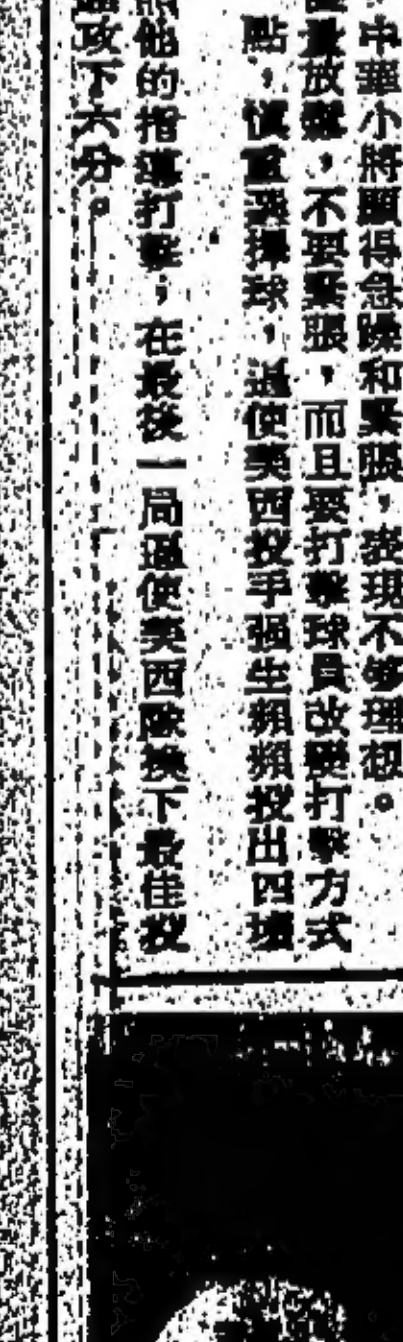 中華小將顯得急躁和緊張，表現不够理想。
量放鬆，不要緊張，而且要打擊球員改變打擊方式
點，慎重選擇球，迫使美西投手强生頻頻投出四壞
照他的指導打擊，在最後一局逼使美西隊換下最佳投
攻下六分。